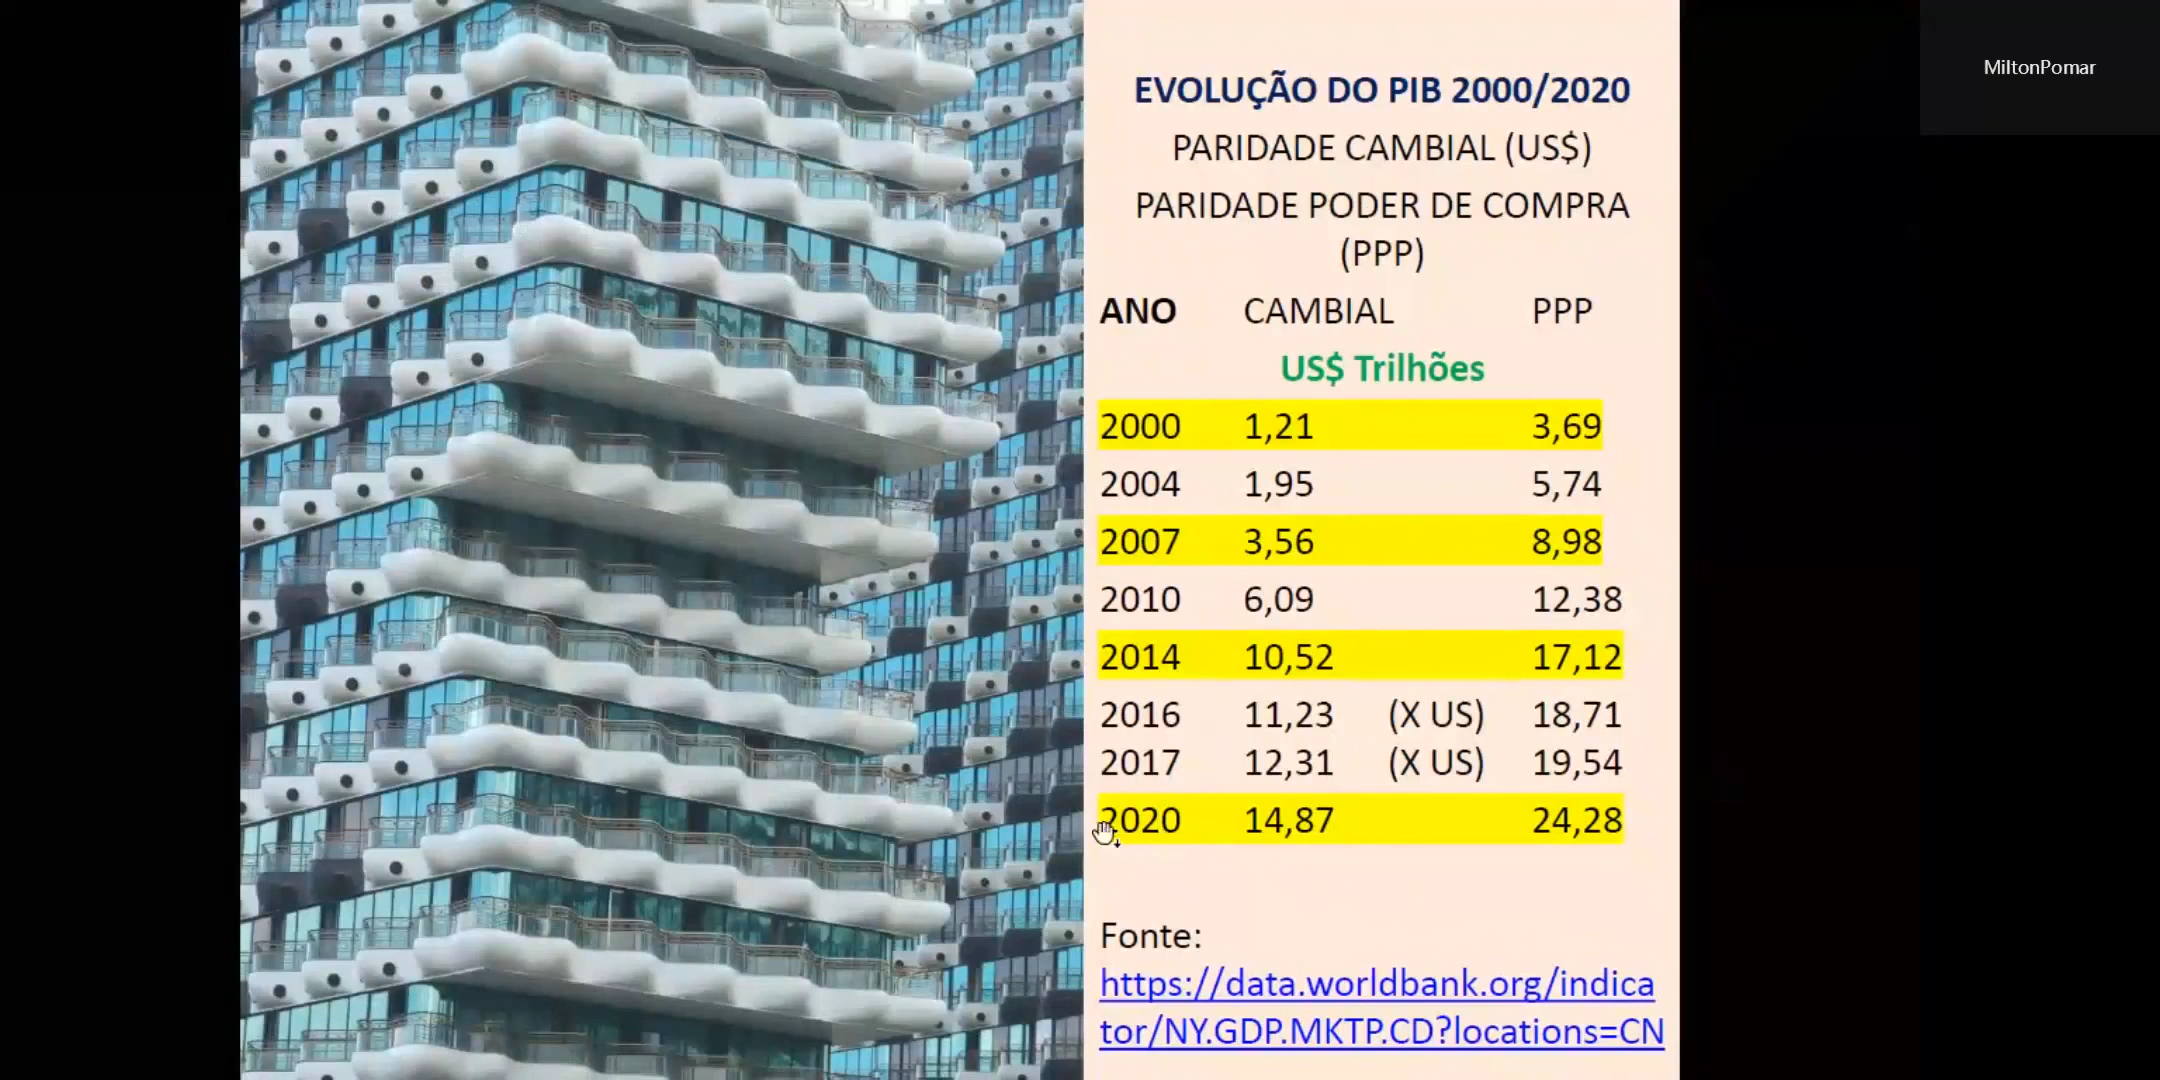 MiltonPomar
EVOLUÇÃO DO PIB 2000/2020
PARIDADE CAMBIAL (US$)
PARIDADE PODER DE COMPRA
(PPP)
ANO CAMBIAL PPP
US$ Trilhões
2000 1,21 3,69
2004 1,95 5,74
2007 3,56 8,98
2010 6,09 12,38
2014 10,52 17,12
2016 11,23 (X US) 18,71
2017 12,31 (X US) 19,54
2020 14,87 24,28
Fonte:
https://data.worldbank.org/indica
tor/NY.GDP.MKTP.CD?locations=CN